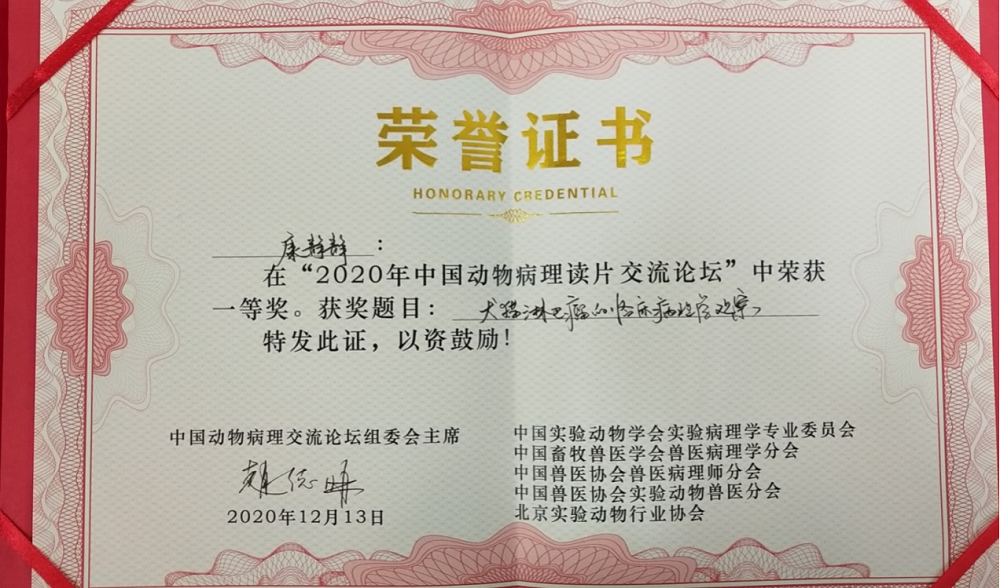 荣誉证书
HONORARY CREDENTIAL
康静静：
在“2020年中国动物病理读片交流论坛”中荣获
一等奖。获奖题目：犬猫淋巴瘤的临床病理学观察
特发此证，以资鼓励！
中国动物病理交流论坛组委会主席
2020年12月13日
中国实验动物学会实验病理学专业委员会
中国畜牧兽医学会兽医病理学分会
中国兽医协会兽医病理师分会
中国兽医协会实验动物兽医分会
北京实验动物行业协会